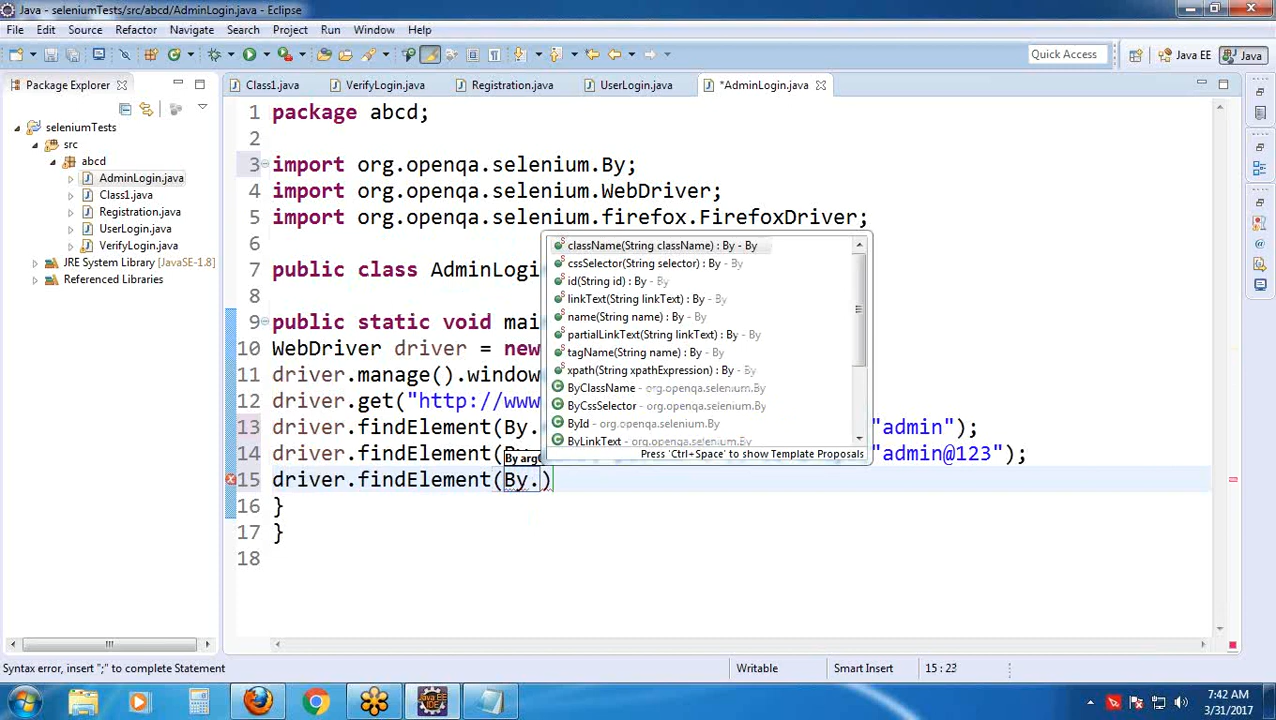 Java - seleniumTests/src/abcd/AdminLogin.java - Eclipse
File Edit Source Refactor Navigate Search Project Run Window Help
Quick Access
Java EE
Java
Package Explorer
Class1.java
VerifyLogin.java
Registration.java
UserLogin.java
*AdminLogin.java
seleniumTests
src
abcd
AdminLogin.java
Class1.java
Registration.java
UserLogin.java
VerifyLogin.java
JRE System Library [JavaSE-1.8]
Referenced Libraries
1 package abcd;
2
3 import org.openqa.selenium.By;
4 import org.openqa.selenium.WebDriver;
5 import org.openqa.selenium.firefox.FirefoxDriver;
6
7 public class AdminLogi
8
9 public static void mai
10 WebDriver driver = new
11 driver.manage().window
12 driver.get("http://www
13 driver.findElement(By. "admin");
14 driver.findElement( "admin@123");
15 driver.findElement(By.)
16 }
17 }
18
className(String className) : By - By
cssSelector(String selector) : By - By
id(String id) : By - By
linkText(String linkText) : By - By
name(String name) : By - By
partialLinkText(String linkText) : By - By
tagName(String name) : By - By
xpath(String xpathExpression) : By - By
ByClassName - org.openqa.selenium.By
ByCssSelector - org.openqa.selenium.By
ById - org.openqa.selenium.By
ByLinkText - org.openqa.selenium.By
Press 'Ctrl+Space' to show Template Proposals
By arg
Syntax error, insert ";" to complete Statement
Writable
Smart Insert
15 : 23
7:42 AM
3/31/2017